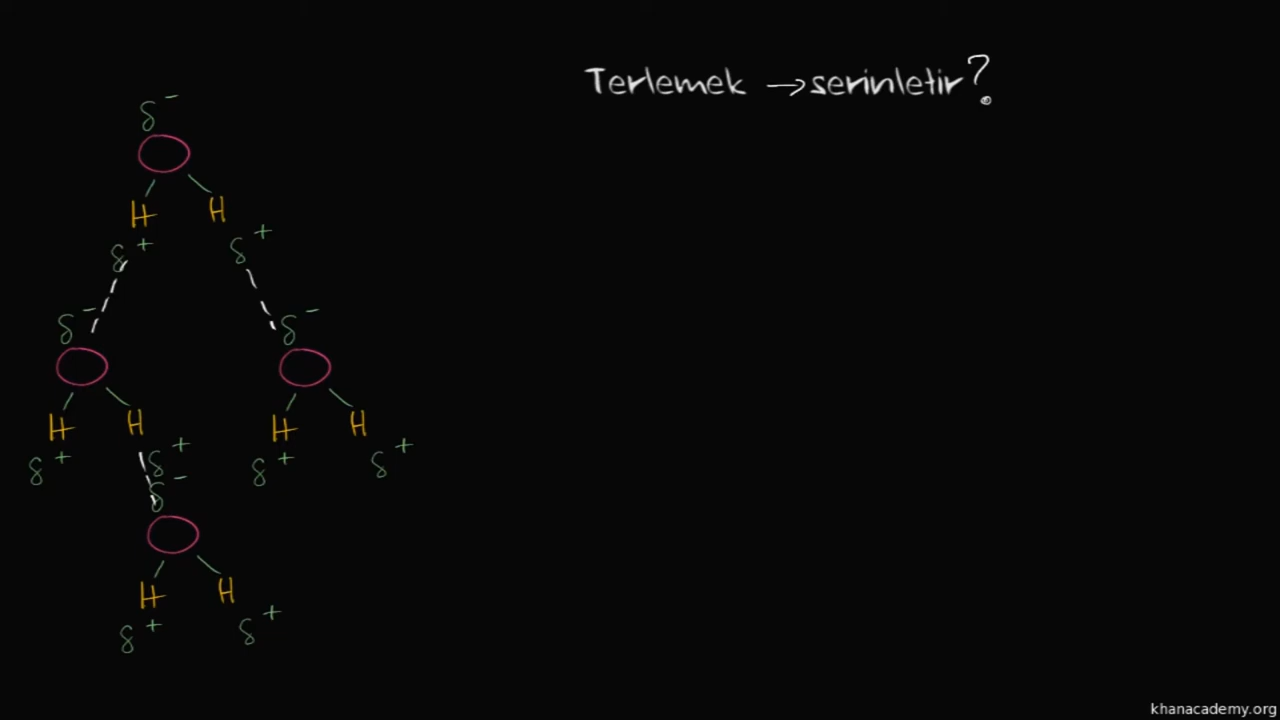 Terlemek → serinletir?
δ⁻
H H
δ⁺ δ⁺
δ⁻ δ⁻
H H H H
δ⁺ δ⁺ δ⁺ δ⁺
δ⁻
H H
δ⁺ δ⁺
khanacademy.org